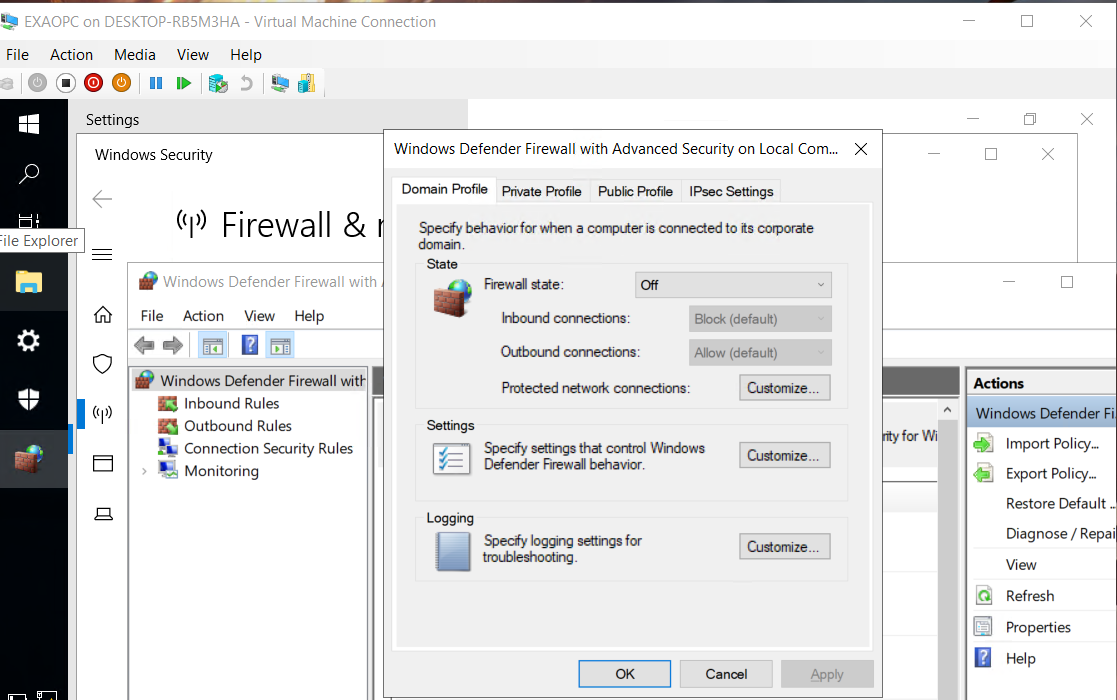 EXAOPC on DESKTOP-RB5M3HA - Virtual Machine Connection
File Action Media View Help
Settings
Windows Security
Firewall &
File Explorer
Windows Defender Firewall with
File Action View Help
Windows Defender Firewall with
Inbound Rules
Outbound Rules
Connection Security Rules
Monitoring
Windows Defender Firewall with Advanced Security on Local Com...
Domain Profile Private Profile Public Profile IPsec Settings
Specify behavior for when a computer is connected to its corporate
domain.
State
Firewall state: Off
Inbound connections: Block (default)
Outbound connections: Allow (default)
Protected network connections: Customize...
Settings
Specify settings that control Windows
Defender Firewall behavior.
Customize...
Logging
Specify logging settings for
troubleshooting.
Customize...
OK Cancel Apply
rity for Wi
Actions
Windows Defender Fi
Import Policy...
Export Policy...
Restore Default ...
Diagnose / Repai
View
Refresh
Properties
Help